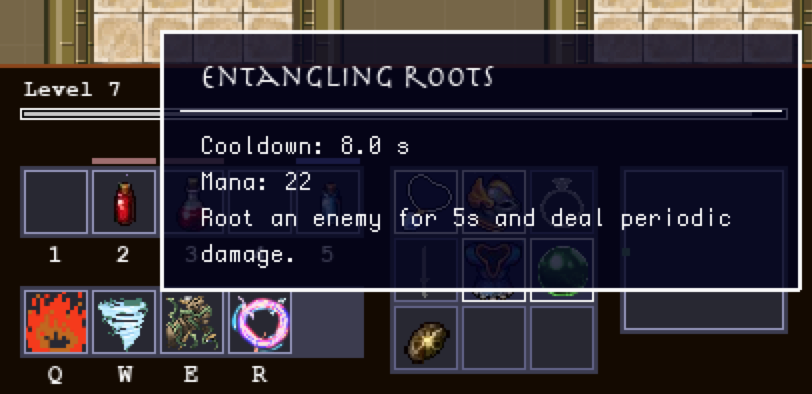 Level 7
Entangling Roots
Cooldown: 8.0 s
Mana: 22
Root an enemy for 5s and deal periodic
damage.
1 2 3 5
Q W E R